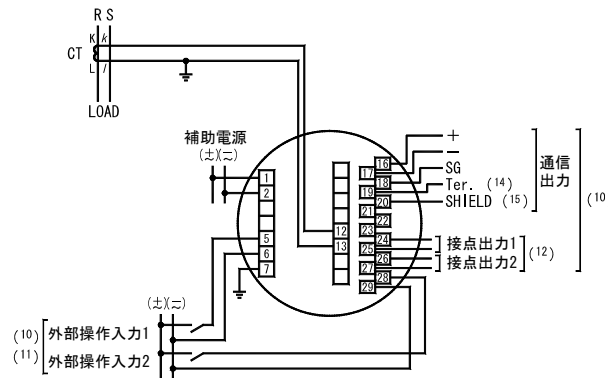 R S
K k
CT
L l
LOAD
補助電源
(±)(≂)
1
2
5
6
7
12
13
16
17
18
19
20
21
22
23
24
25
26
27
28
29
+
−
SG
Ter. (14)
SHIELD (15)
通信
出力
(10
接点出力1
接点出力2
(12)
(±)(≂)
(10)
(11)
外部操作入力1
外部操作入力2